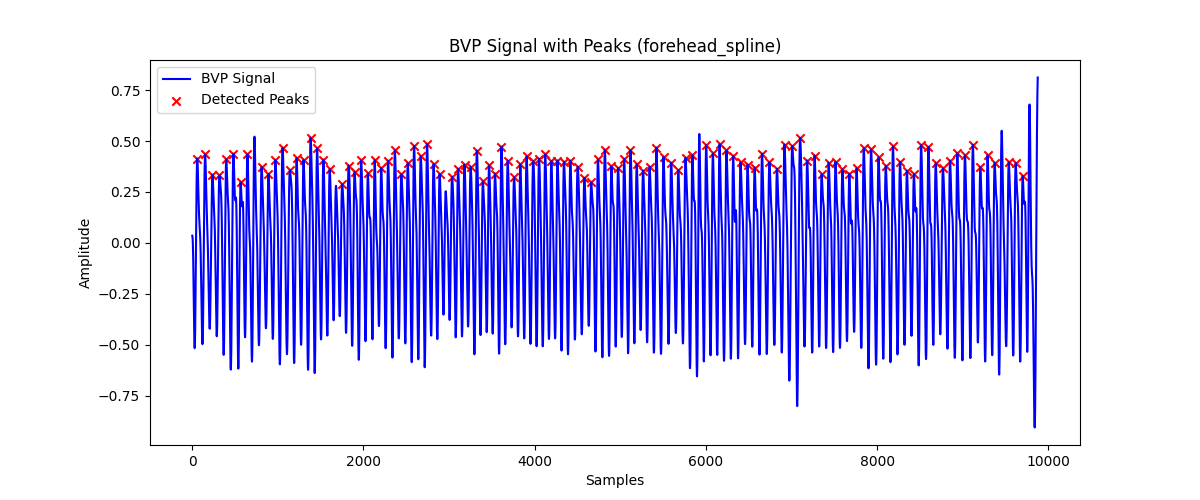 BVP Signal with Peaks (forehead_spline)
BVP Signal
Detected Peaks
0.75
0.50
0.25
0.00
−0.25
−0.50
−0.75
Amplitude
0 2000 4000 6000 8000 10000
Samples